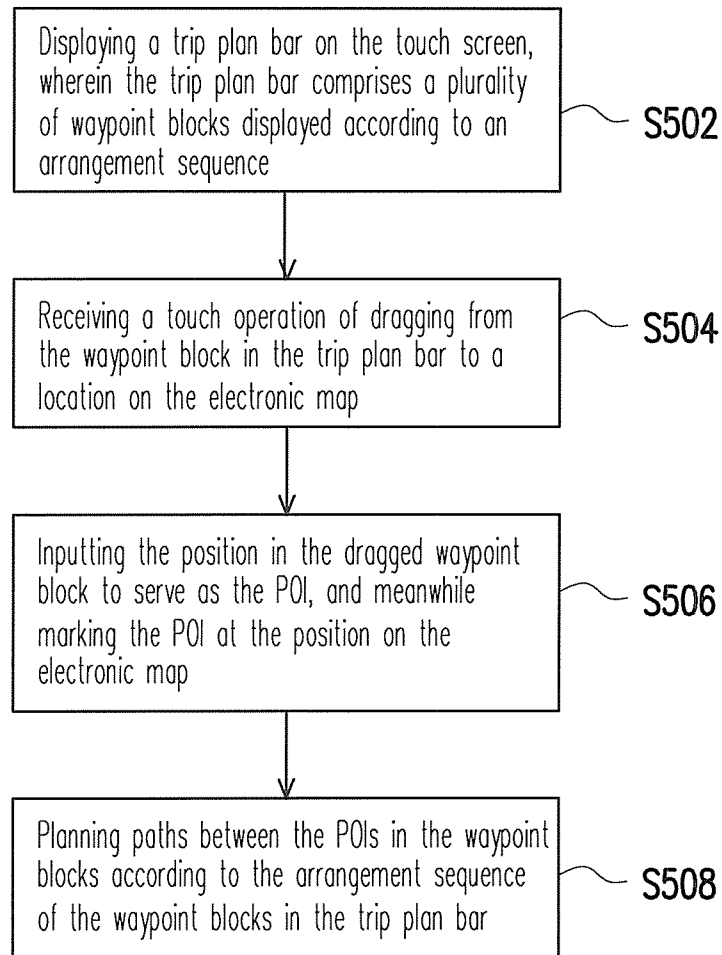 Displaying a trip plan bar on the touch screen,
wherein the trip plan bar comprises a plurality
of waypoint blocks displayed according to an
arrangement sequence
S502
Receiving a touch operation of dragging from
the waypoint block in the trip plan bar to a
location on the electronic map
S504
Inputting the position in the dragged waypoint
block to serve as the POI, and meanwhile
marking the POI at the position on the
electronic map
S506
Planning paths between the POIs in the waypoint
blocks according to the arrangement sequence
of the waypoint blocks in the trip plan bar
S508